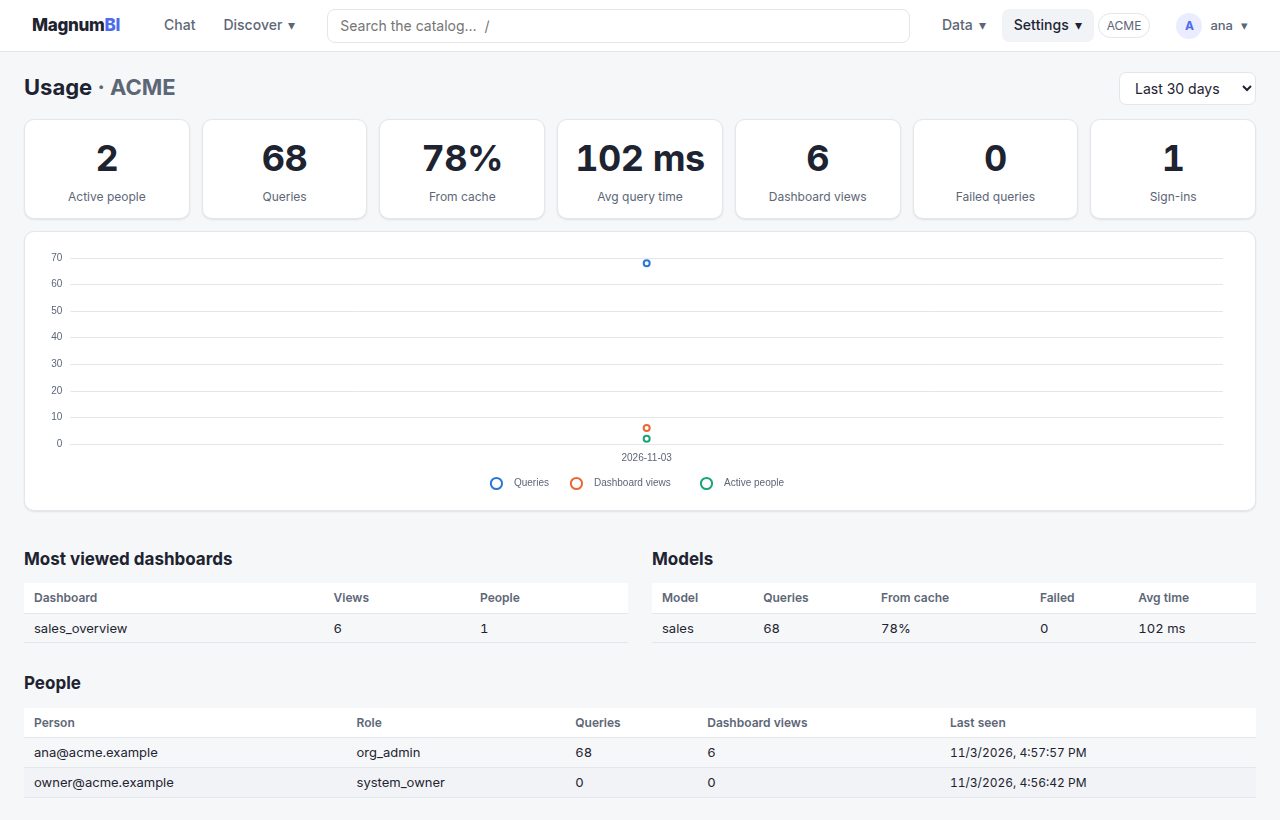 MagnumBI Chat Discover ▾ Search the catalog... / Data ▾ Settings ▾ ACME A ana ▾
Usage · ACME Last 30 days
2 68 78% 102 ms 6 0 1
Active people Queries From cache Avg query time Dashboard views Failed queries Sign-ins
70
60
50
40
30
20
10
0
2026-11-03
Queries Dashboard views Active people
Most viewed dashboards Models
Dashboard Views People Model Queries From cache Failed Avg time
sales_overview 6 1 sales 68 78% 0 102 ms
People
Person Role Queries Dashboard views Last seen
ana@acme.example org_admin 68 6 11/3/2026, 4:57:57 PM
owner@acme.example system_owner 0 0 11/3/2026, 4:56:42 PM